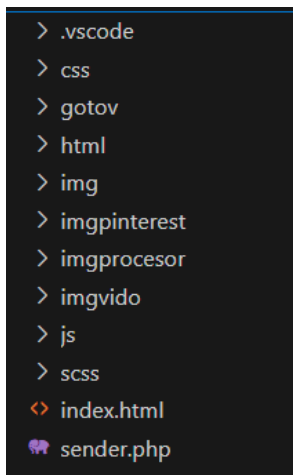 .vscode
css
gotov
html
img
imgpinterest
imgprocesor
imgvido
js
scss
index.html
sender.php